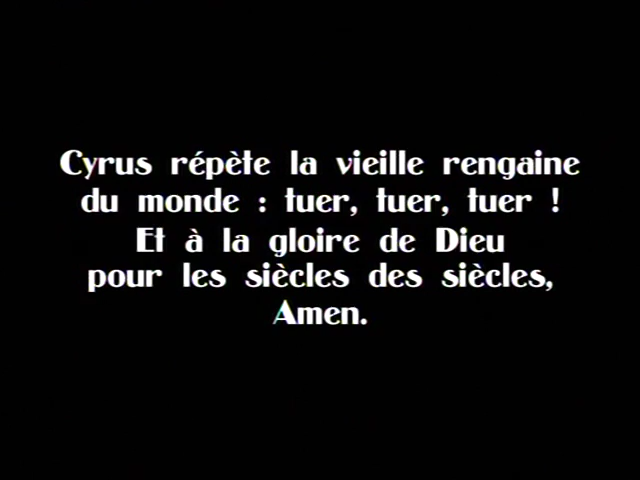 Cyrus répète la vieille rengaine
du monde : tuer, tuer, tuer !
Et à la gloire de Dieu
pour les siècles des siècles,
Amen.